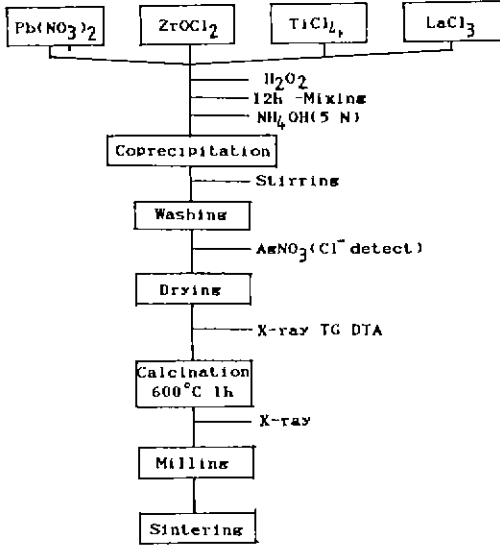 Pb(NO3)2 ZrOCl2 TiCl4 LaCl3
H2O2
12h -Mixing
NH4OH(5 N)
Coprecipitation
Stirring
Washing
AgNO3(Cl⁻ detect)
Drying
X-ray TG DTA
Calcination
600°C 1h
X-ray
Milling
Sintering